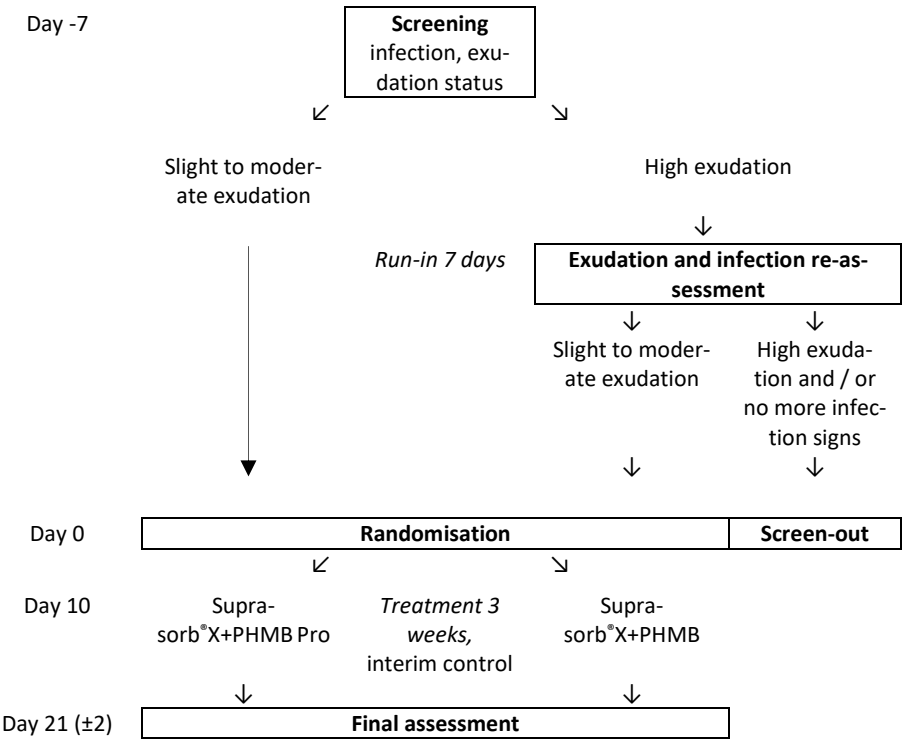 Day -7
Screening
infection, exu-
dation status
↙ ↘
Slight to moder-
ate exudation
High exudation
↓
Run-in 7 days
Exudation and infection re-as-
sessment
↓ ↓
Slight to moder-
ate exudation
High exuda-
tion and / or
no more infec-
tion signs
↓ ↓
Day 0
Randomisation
Screen-out
↙ ↘
Day 10
Supra-
sorb®X+PHMB Pro
Treatment 3
weeks,
interim control
Supra-
sorb®X+PHMB
↓ ↓
Day 21 (±2)
Final assessment